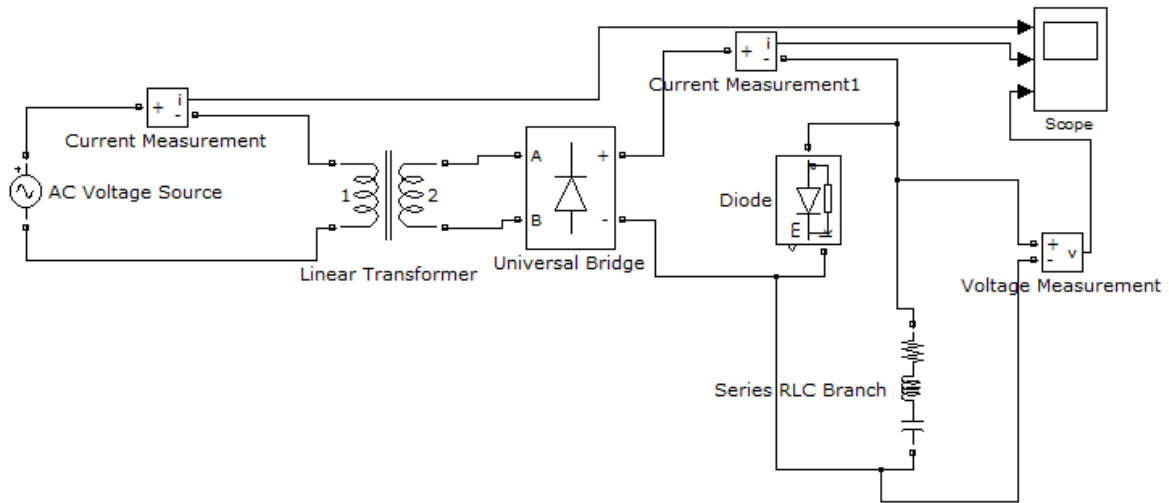 + i -
Current Measurement1
Scope
+ i -
Current Measurement
+
AC Voltage Source
1 2
Linear Transformer
A +
B -
Universal Bridge
Diode
E
+ v
-
Voltage Measurement
Series RLC Branch